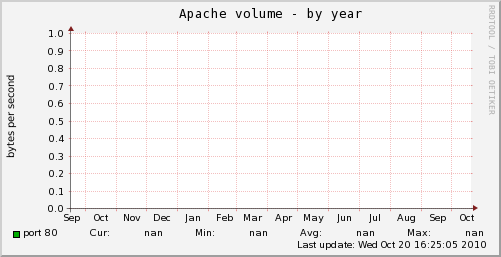 Apache volume - by year
RRDTOOL / TOBI OETIKER
bytes per second
1.0
0.9
0.8
0.7
0.6
0.5
0.4
0.3
0.2
0.1
0.0
Sep Oct Nov Dec Jan Feb Mar Apr May Jun Jul Aug Sep Oct
port 80 Cur: nan Min: nan Avg: nan Max: nan
Last update: Wed Oct 20 16:25:05 2010